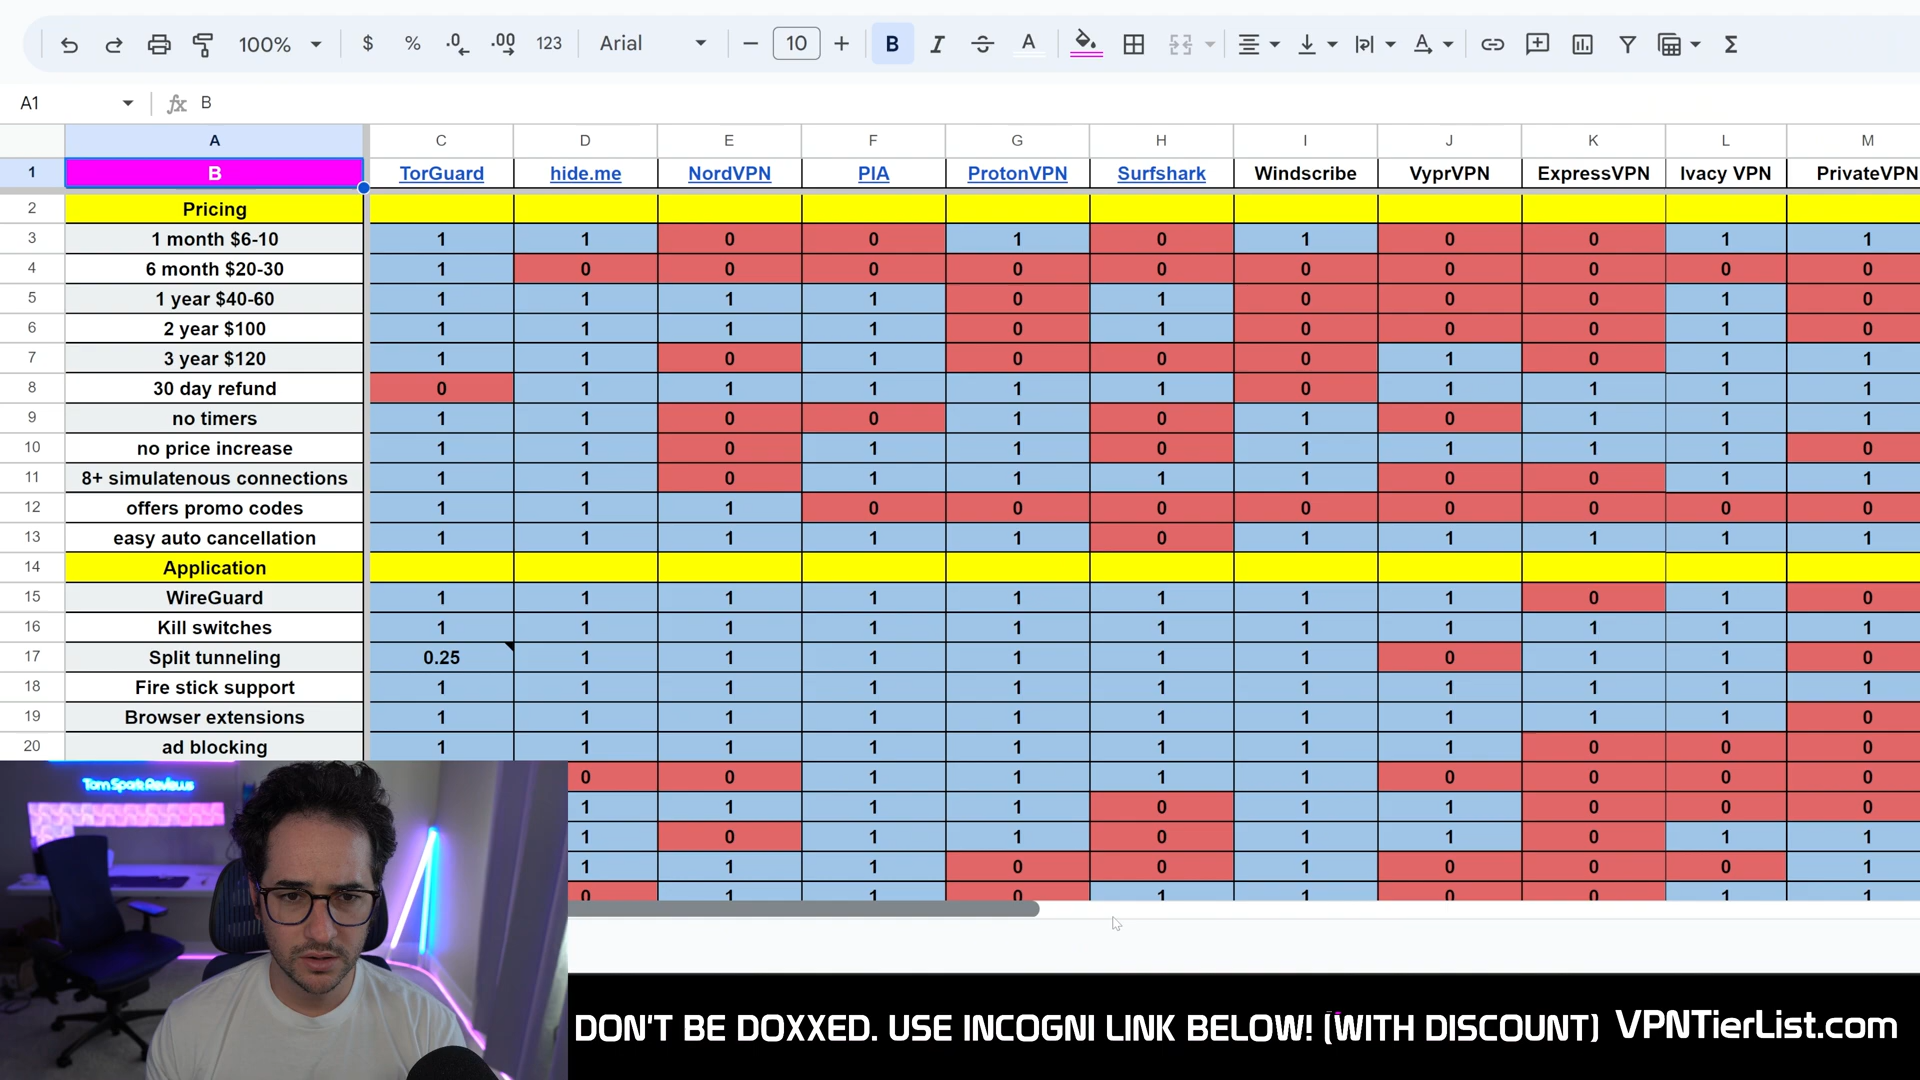 100% $ % .0 .00 123 Arial 10 B I S A A Σ
A1 fx B
A C D E F G H I J K L M
1 B TorGuard hide.me NordVPN PIA ProtonVPN Surfshark Windscribe VyprVPN ExpressVPN Ivacy VPN PrivateVPN
2 Pricing
3 1 month $6-10 1 1 0 0 1 0 1 0 0 1 1
4 6 month $20-30 1 0 0 0 0 0 0 0 0 0 0
5 1 year $40-60 1 1 1 1 0 1 0 0 0 1 0
6 2 year $100 1 1 1 1 0 1 0 0 0 1 0
7 3 year $120 1 1 0 1 0 0 0 1 0 1 1
8 30 day refund 0 1 1 1 1 1 0 1 1 1 1
9 no timers 1 1 0 0 1 0 1 0 1 1 1
10 no price increase 1 1 0 1 1 0 1 1 1 1 0
11 8+ simulatenous connections 1 1 0 1 1 1 1 0 0 1 1
12 offers promo codes 1 1 1 0 0 0 0 0 0 0 0
13 easy auto cancellation 1 1 1 1 1 0 1 1 1 1 1
14 Application
15 WireGuard 1 1 1 1 1 1 1 1 0 1 0
16 Kill switches 1 1 1 1 1 1 1 1 1 1 1
17 Split tunneling 0.25 1 1 1 1 1 1 0 1 1 0
18 Fire stick support 1 1 1 1 1 1 1 1 1 1 1
19 Browser extensions 1 1 1 1 1 1 1 1 1 1 0
20 ad blocking 1 1 1 1 1 1 1 1 0 0 0
0 0 1 1 1 1 0 0 0 0
1 1 1 1 0 1 1 0 0 0
1 0 1 1 0 1 1 0 1 1
1 1 1 0 0 1 0 0 0 1
0 1 1 0 1 1 0 0 1 1
Tom Spark Reviews
DON'T BE DOXXED. USE INCOGNI LINK BELOW! (WITH DISCOUNT) VPNTierList.com